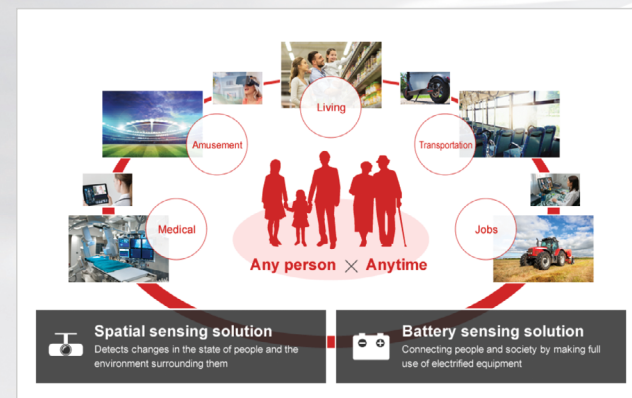 Living
Amusement
Transportation
Medical
Jobs
Any person × Anytime
Spatial sensing solution
Detects changes in the state of people and the
environment surrounding them
Battery sensing solution
Connecting people and society by making full
use of electrified equipment